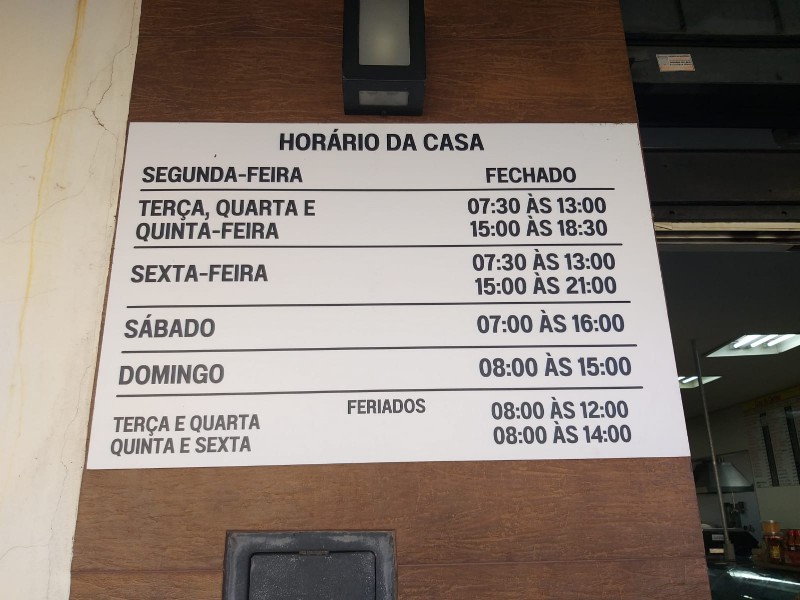 HORÁRIO DA CASA
SEGUNDA-FEIRA FECHADO
TERÇA, QUARTA E 07:30 ÀS 13:00
QUINTA-FEIRA 15:00 ÀS 18:30
SEXTA-FEIRA 07:30 ÀS 13:00
15:00 ÀS 21:00
SÁBADO 07:00 ÀS 16:00
DOMINGO 08:00 ÀS 15:00
FERIADOS
TERÇA E QUARTA 08:00 ÀS 12:00
QUINTA E SEXTA 08:00 ÀS 14:00